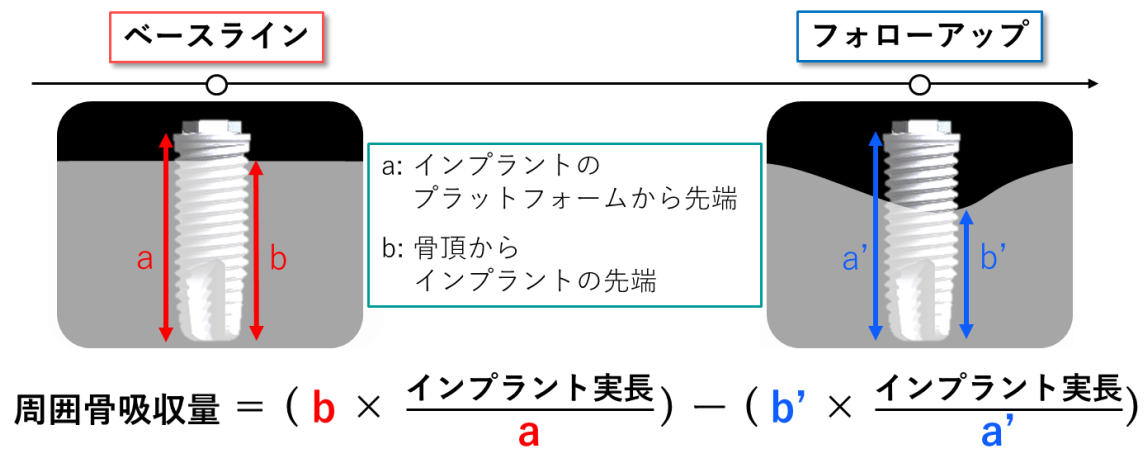 ベースライン
フォローアップ
a: インプラントの
プラットフォームから先端
b: 骨頂から
インプラントの先端
a
b
a’
b’
周囲骨吸収量 = ( b × インプラント実長/a ) − ( b’ × インプラント実長/a’ )